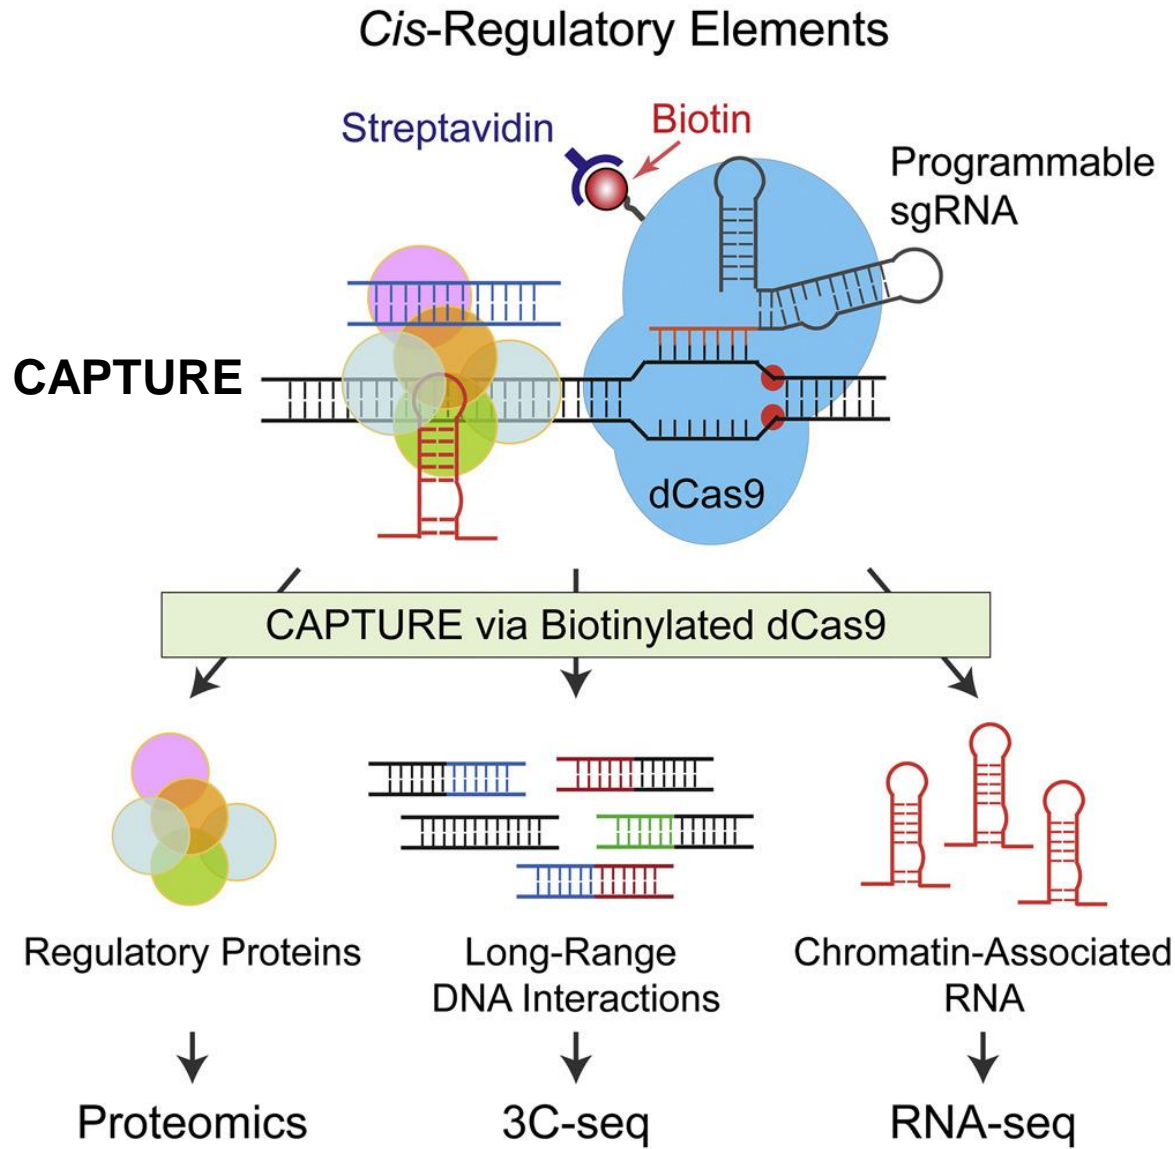 Cis-Regulatory Elements
Streptavidin
Biotin
Programmable
sgRNA
CAPTURE
dCas9
CAPTURE via Biotinylated dCas9
Regulatory Proteins
Long-Range
DNA Interactions
Chromatin-Associated
RNA
Proteomics
3C-seq
RNA-seq